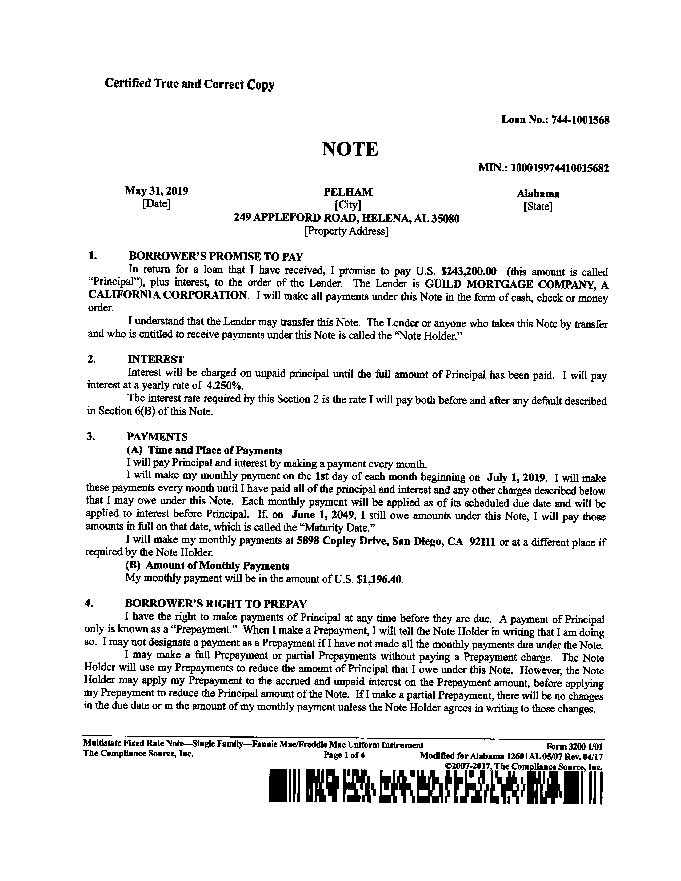 Certified True and Correct Copy
Loan No.: 744-1001568
NOTE
MIN.: 100019974410015682
May 31, 2019 PELHAM Alabama
[Date] [City] [State]
249 APPLEFORD ROAD, HELENA, AL 35080
[Property Address]
1. BORROWER'S PROMISE TO PAY
In return for a loan that I have received, I promise to pay U.S. $243,200.00 (this amount is called
"Principal"), plus interest, to the order of the Lender. The Lender is GUILD MORTGAGE COMPANY, A
CALIFORNIA CORPORATION. I will make all payments under this Note in the form of cash, check or money
order.
I understand that the Lender may transfer this Note. The Lender or anyone who takes this Note by transfer
and who is entitled to receive payments under this Note is called the "Note Holder."
2. INTEREST
Interest will be charged on unpaid principal until the full amount of Principal has been paid. I will pay
interest at a yearly rate of 4.250%.
The interest rate required by this Section 2 is the rate I will pay both before and after any default described
in Section 6(B) of this Note.
3. PAYMENTS
(A) Time and Place of Payments
I will pay Principal and interest by making a payment every month.
I will make my monthly payment on the 1st day of each month beginning on July 1, 2019. I will make
these payments every month until I have paid all of the principal and interest and any other charges described below
that I may owe under this Note. Each monthly payment will be applied as of its scheduled due date and will be
applied to interest before Principal. If, on June 1, 2049, I still owe amounts under this Note, I will pay those
amounts in full on that date, which is called the "Maturity Date."
I will make my monthly payments at 5898 Copley Drive, San Diego, CA 92111 or at a different place if
required by the Note Holder.
(B) Amount of Monthly Payments
My monthly payment will be in the amount of U.S. $1,196.40.
4. BORROWER'S RIGHT TO PREPAY
I have the right to make payments of Principal at any time before they are due. A payment of Principal
only is known as a "Prepayment." When I make a Prepayment, I will tell the Note Holder in writing that I am doing
so. I may not designate a payment as a Prepayment if I have not made all the monthly payments due under the Note.
I may make a full Prepayment or partial Prepayments without paying a Prepayment charge. The Note
Holder will use my Prepayments to reduce the amount of Principal that I owe under this Note. However, the Note
Holder may apply my Prepayment to the accrued and unpaid interest on the Prepayment amount, before applying
my Prepayment to reduce the Principal amount of the Note. If I make a partial Prepayment, there will be no changes
in the due date or in the amount of my monthly payment unless the Note Holder agrees in writing to those changes.
Multistate Fixed Rate Note—Single Family—Fannie Mae/Freddie Mac Uniform Instrument Form 3200 1/01
The Compliance Source, Inc. Page 1 of 4 Modified for Alabama 12601AL 05/07 Rev. 04/17
©2007-2017, The Compliance Source, Inc.